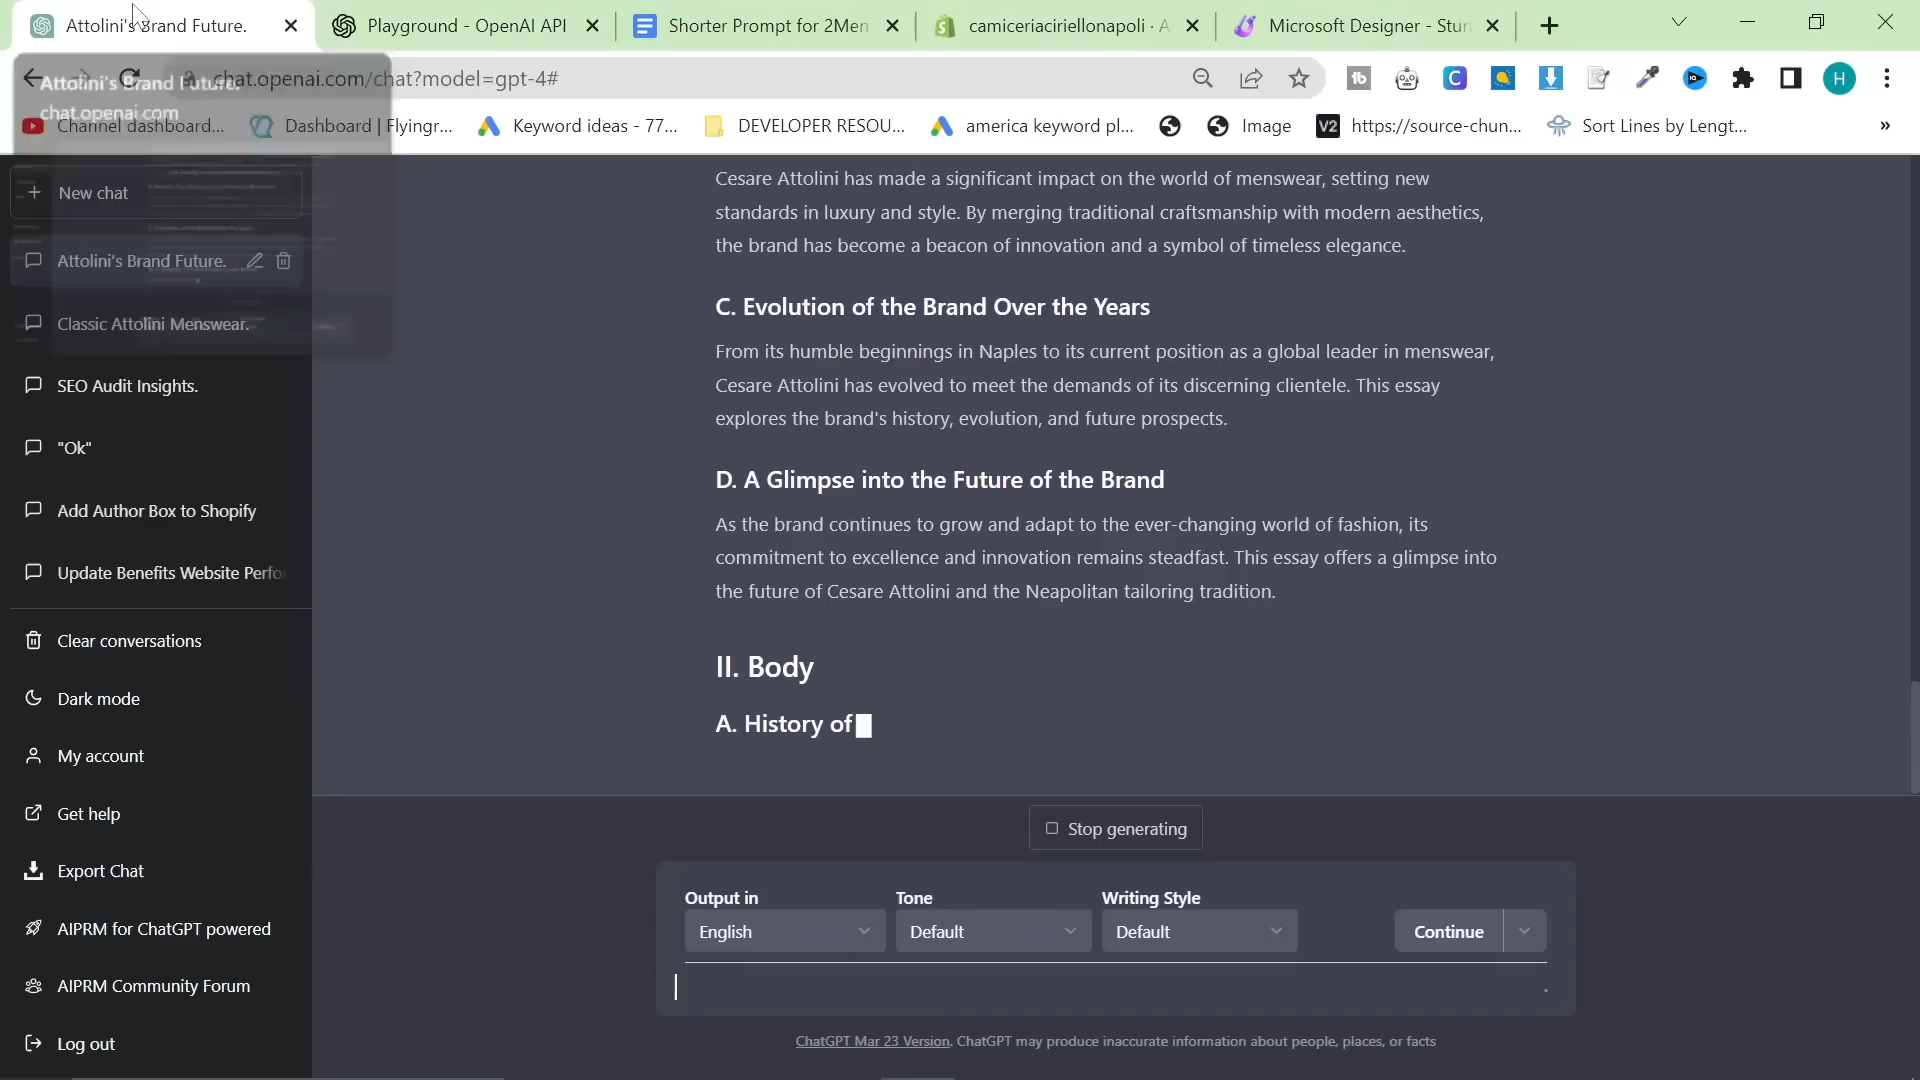 Attolini's Brand Future.
Playground - OpenAI API
Shorter Prompt for 2Men
camiceriaciriellonapoli · A
Microsoft Designer - Stun
Attolini's Brand Future.
chat.openai.com
chat.openai.com/chat?model=gpt-4#
H
Channel dashboard...
Dashboard | Flyingr...
Keyword ideas - 77...
DEVELOPER RESOU...
america keyword pl...
Image
V2
https://source-chun...
Sort Lines by Lengt...
»
New chat
Attolini's Brand Future.
Classic Attolini Menswear.
SEO Audit Insights.
"Ok"
Add Author Box to Shopify
Update Benefits Website Perfo
Clear conversations
Dark mode
My account
Get help
Export Chat
AIPRM for ChatGPT powered
AIPRM Community Forum
Log out
Cesare Attolini has made a significant impact on the world of menswear, setting new
standards in luxury and style. By merging traditional craftsmanship with modern aesthetics,
the brand has become a beacon of innovation and a symbol of timeless elegance.
C. Evolution of the Brand Over the Years
From its humble beginnings in Naples to its current position as a global leader in menswear,
Cesare Attolini has evolved to meet the demands of its discerning clientele. This essay
explores the brand's history, evolution, and future prospects.
D. A Glimpse into the Future of the Brand
As the brand continues to grow and adapt to the ever-changing world of fashion, its
commitment to excellence and innovation remains steadfast. This essay offers a glimpse into
the future of Cesare Attolini and the Neapolitan tailoring tradition.
II. Body
A. History of
Stop generating
Output in
Tone
Writing Style
English
Default
Default
Continue
ChatGPT Mar 23 Version. ChatGPT may produce inaccurate information about people, places, or facts